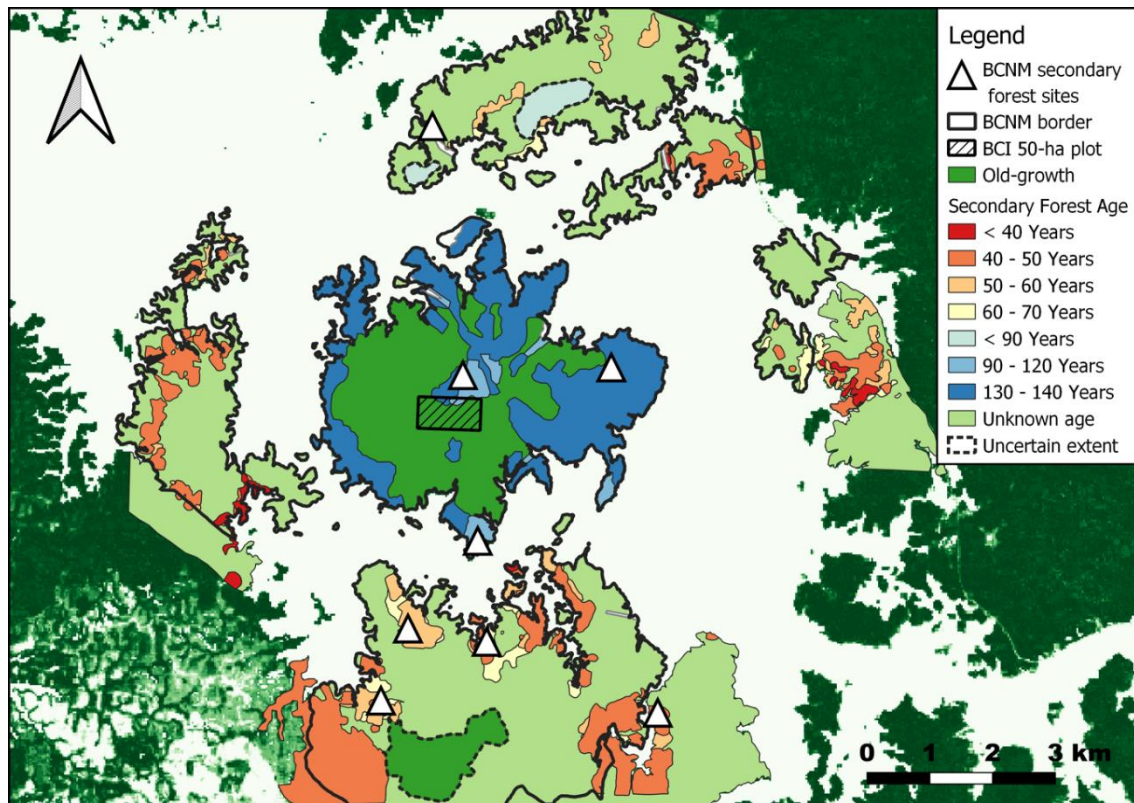 Legend
BCNM secondary
forest sites
BCNM border
BCI 50-ha plot
Old-growth
Secondary Forest Age
< 40 Years
40 - 50 Years
50 - 60 Years
60 - 70 Years
< 90 Years
90 - 120 Years
130 - 140 Years
Unknown age
Uncertain extent
0 1 2 3 km